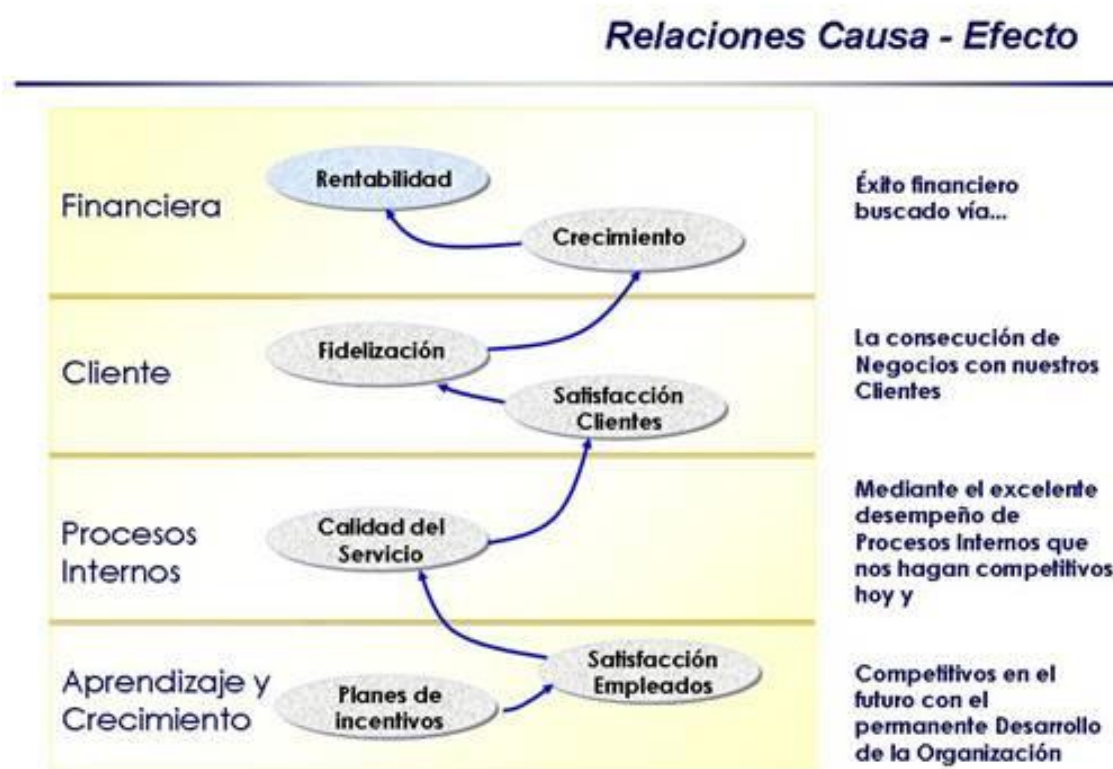 Relaciones Causa - Efecto
Financiera
Rentabilidad
Crecimiento
Éxito financiero
buscado vía...
Cliente
Fidelización
Satisfacción
Clientes
La consecución de
Negocios con nuestros
Clientes
Procesos
Internos
Calidad del
Servicio
Mediante el excelente
desempeño de
Procesos Internos que
nos hagan competitivos
hoy y
Aprendizaje y
Crecimiento
Planes de
incentivos
Satisfacción
Empleados
Competitivos en el
futuro con el
permanente Desarrollo
de la Organización